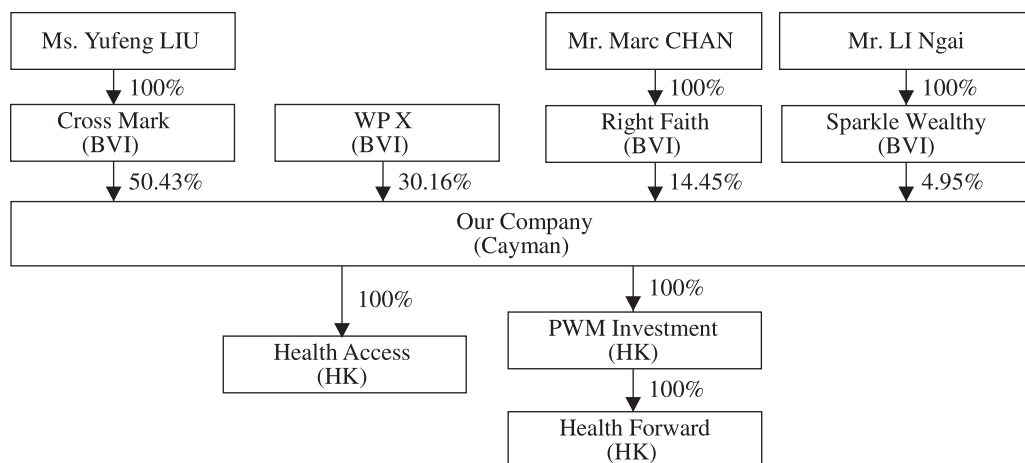 Ms. Yufeng LIU
Mr. Marc CHAN
Mr. LI Ngai
100%
100%
100%
Cross Mark
(BVI)
WP X
(BVI)
Right Faith
(BVI)
Sparkle Wealthy
(BVI)
50.43%
30.16%
14.45%
4.95%
Our Company
(Cayman)
100%
100%
Health Access
(HK)
PWM Investment
(HK)
100%
Health Forward
(HK)